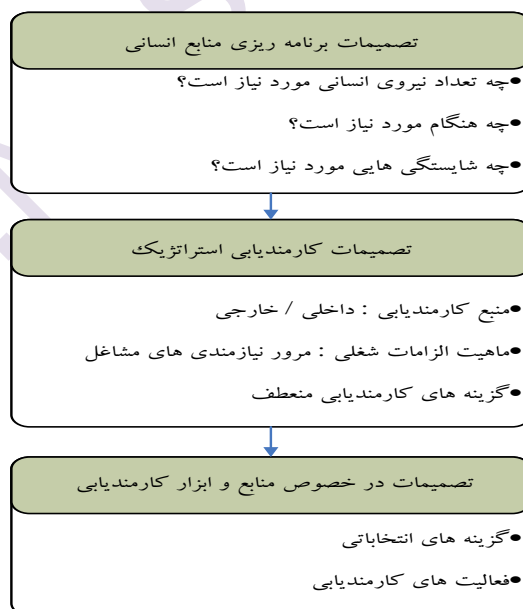 تصمیمات برنامه ریزی منابع انسانی
•چه تعداد نیروی انسانی مورد نیاز است؟
•چه هنگام مورد نیاز است؟
•چه شایستگی هایی مورد نیاز است؟
تصمیمات کارمندیابی استراتژیک
•منبع کارمندیابی : داخلی / خارجی
•ماهیت الزامات شغلی : مرور نیازمندی های مشاغل
•گزینه های کارمندیابی منعطف
تصمیمات در خصوص منابع و ابزار کارمندیابی
•گزینه های انتخاباتی
•فعالیت های کارمندیابی